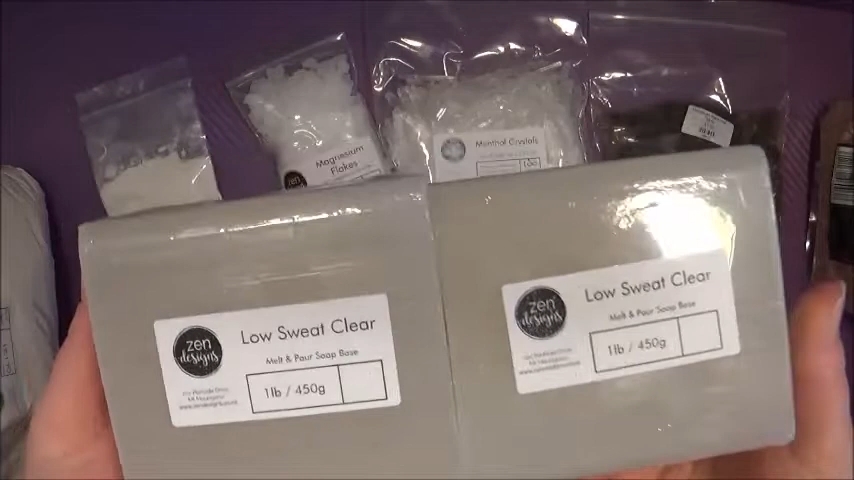 Magnesium
Flakes
Menthol Crystals
zen
designs
Low Sweat Clear
Melt & Pour Soap Base
1lb / 450g
zen
designs
Low Sweat Clear
Melt & Pour Soap Base
1lb / 450g